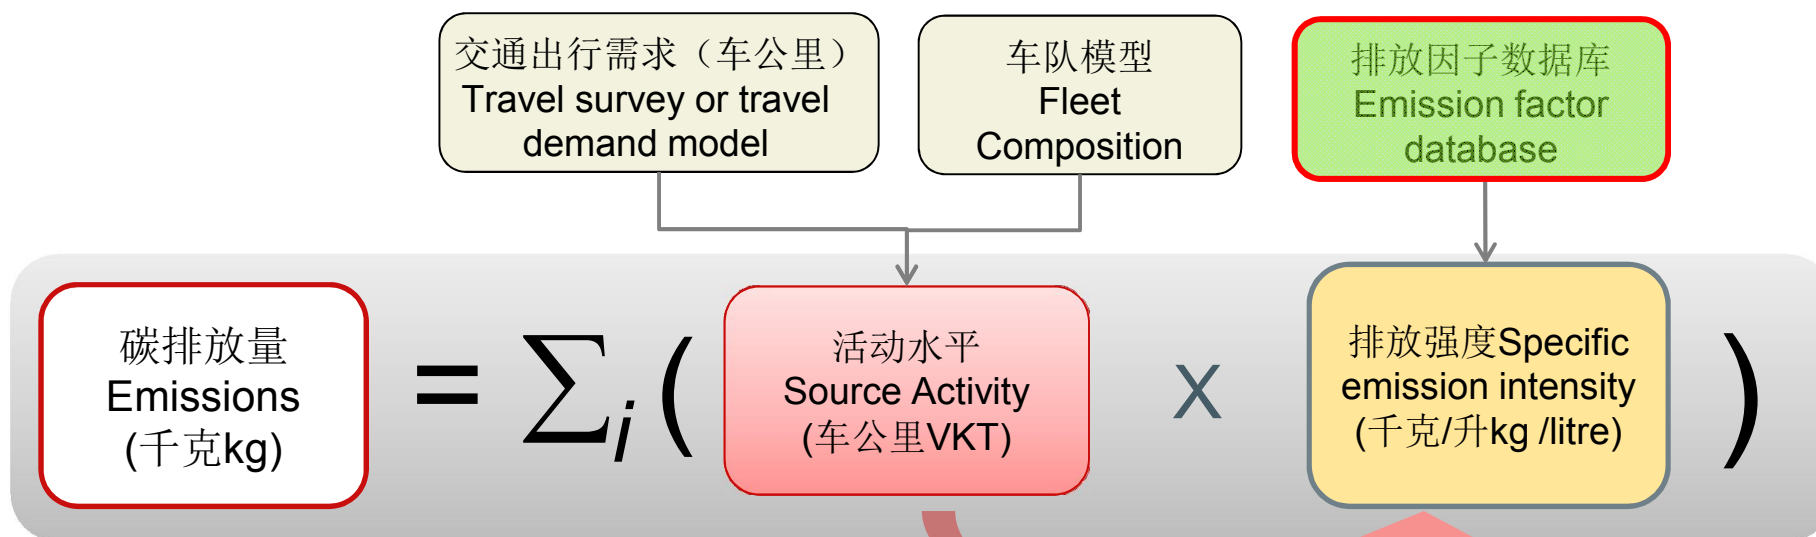 交通出行需求（车公里）
Travel survey or travel
demand model
车队模型
Fleet
Composition
排放因子数据库
Emission factor
database
碳排放量
Emissions
(千克kg)
=
∑i
(
活动水平
Source Activity
(车公里VKT)
X
排放强度Specific
emission intensity
(千克/升kg /litre)
)